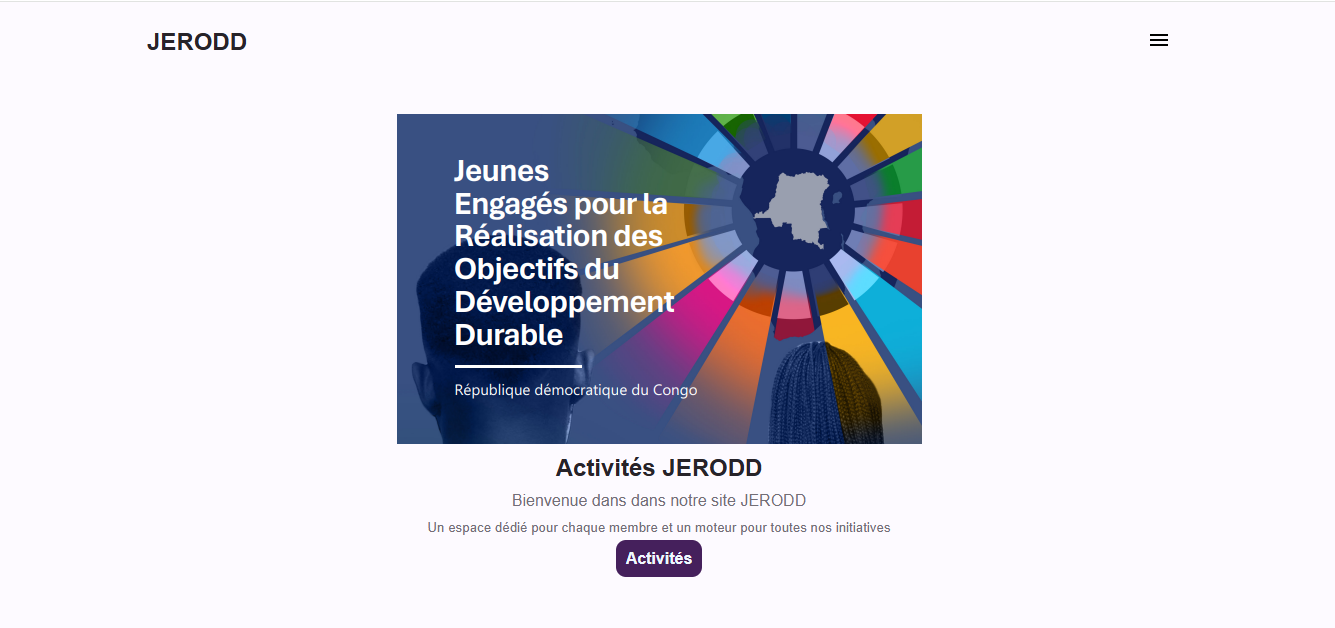 JERODD
Jeunes
Engagés pour la
Réalisation des
Objectifs du
Développement
Durable
République démocratique du Congo
Activités JERODD
Bienvenue dans dans notre site JERODD
Un espace dédié pour chaque membre et un moteur pour toutes nos initiatives
Activités